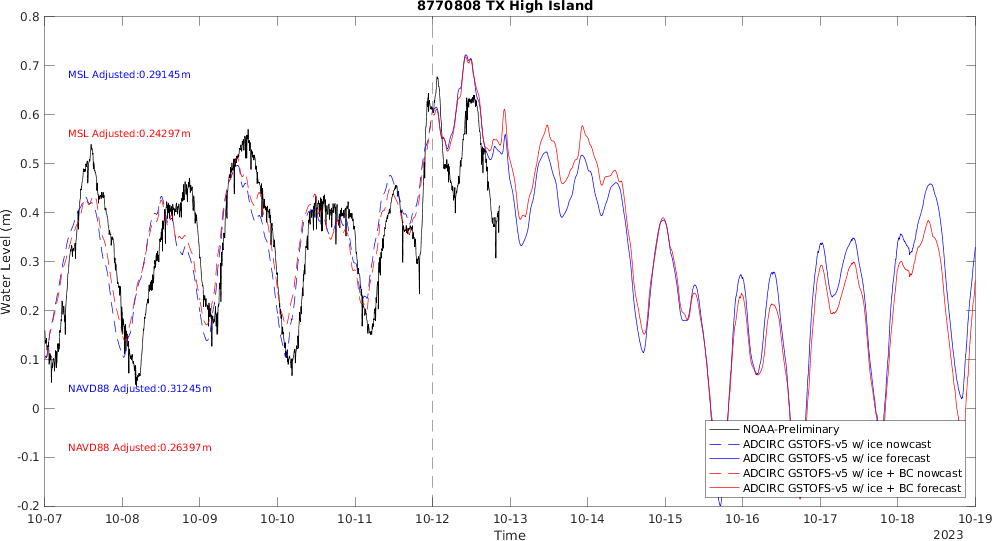 8770808 TX High Island
0.8
0.7
0.6
0.5
0.4
0.3
0.2
0.1
0
-0.1
-0.2
Water Level (m)
MSL Adjusted:0.29145m
MSL Adjusted:0.24297m
NAVD88 Adjusted:0.31245m
NAVD88 Adjusted:0.26397m
NOAA-Preliminary
ADCIRC GSTOFS-v5 w/ ice nowcast
ADCIRC GSTOFS-v5 w/ ice forecast
ADCIRC GSTOFS-v5 w/ ice + BC nowcast
ADCIRC GSTOFS-v5 w/ ice + BC forecast
10-07 10-08 10-09 10-10 10-11 10-12 10-13 10-14 10-15 10-16 10-17 10-18 10-19
Time
2023